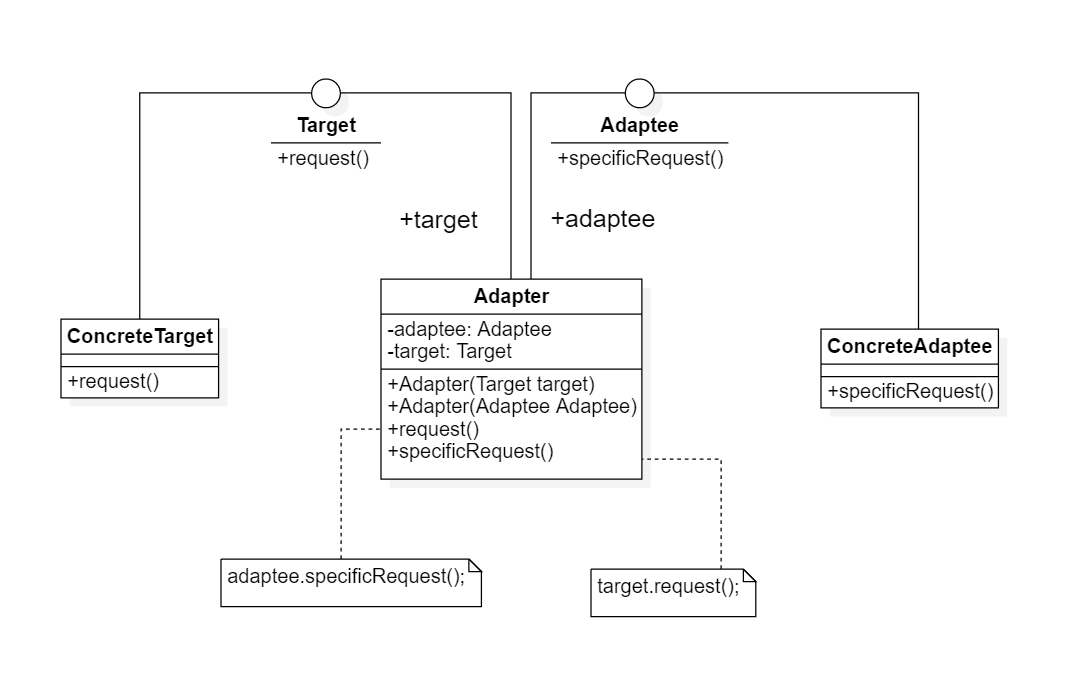 Target
+request()
Adaptee
+specificRequest()
+target
+adaptee
ConcreteTarget
+request()
Adapter
-adaptee: Adaptee
-target: Target
+Adapter(Target target)
+Adapter(Adaptee Adaptee)
+request()
+specificRequest()
ConcreteAdaptee
+specificRequest()
adaptee.specificRequest();
target.request();